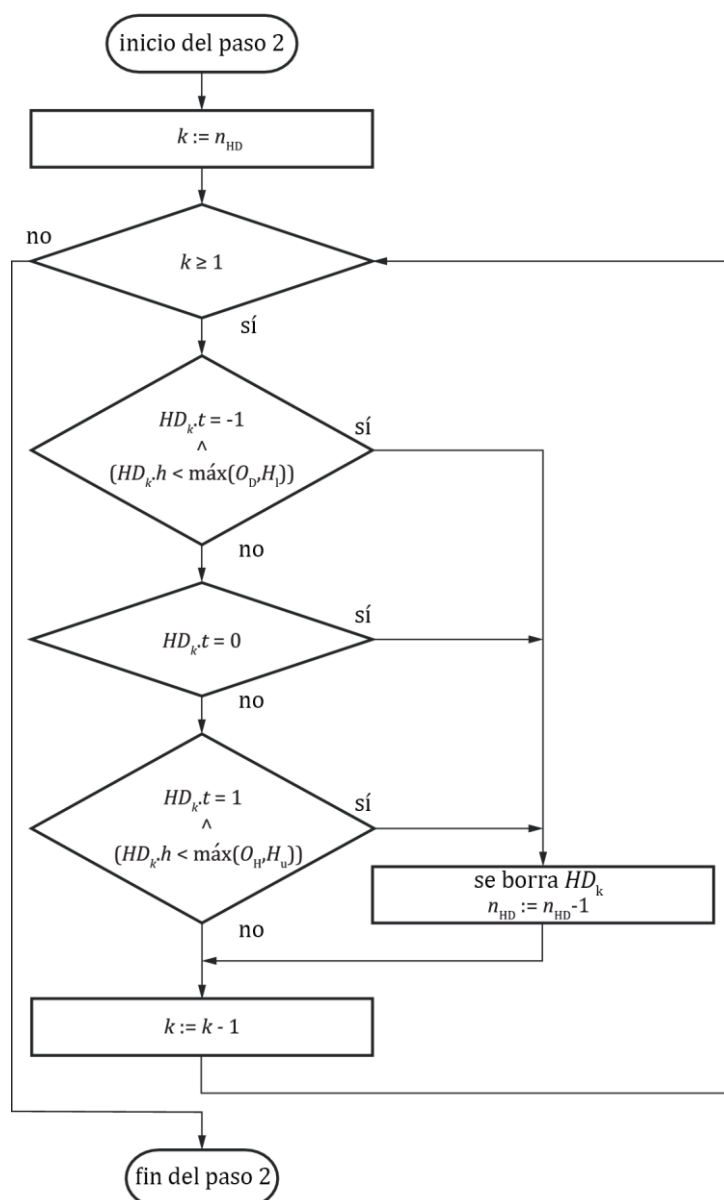 inicio del paso 2
k := n_HD
no
k ≥ 1
sí
HD_k.t = -1
sí
^
(HD_k.h < máx(O_D,H_l))
no
sí
HD_k.t = 0
no
HD_k.t = 1
sí
^
(HD_k.h < máx(O_H,H_u))
se borra HD_k
n_HD := n_HD-1
no
k := k - 1
fin del paso 2